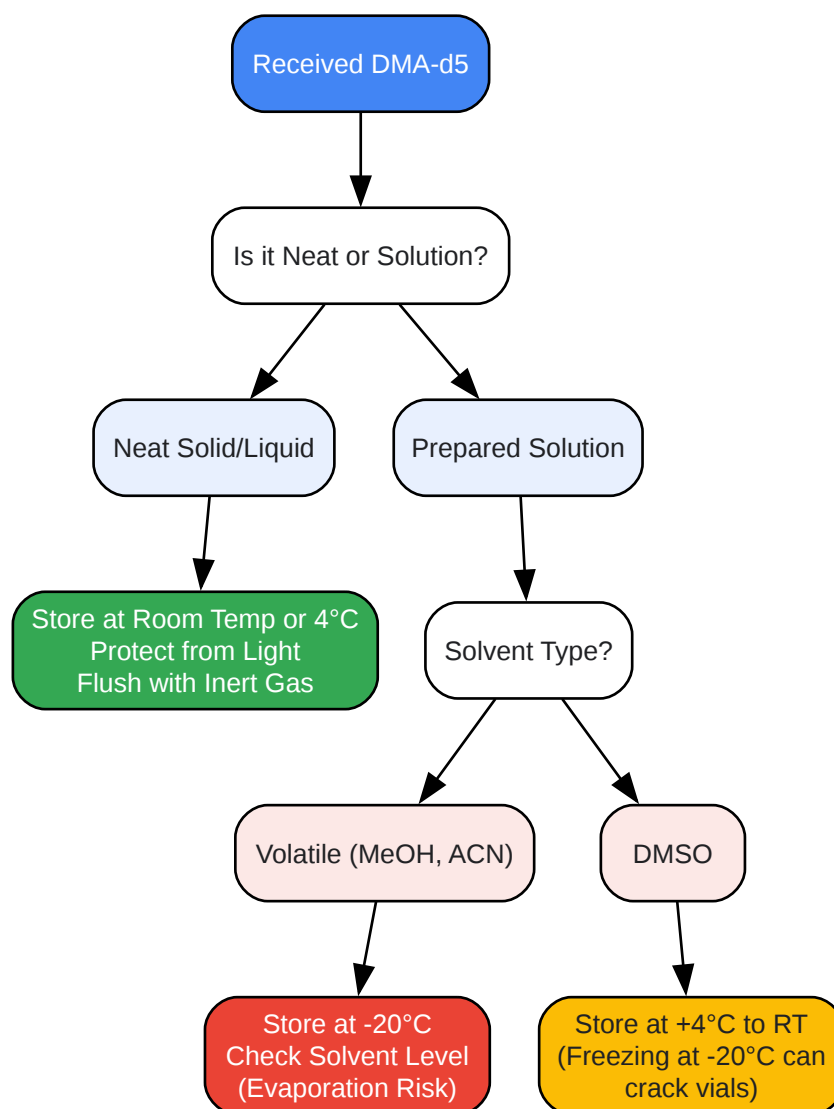 Received DMA-d5
Is it Neat or Solution?
Neat Solid/Liquid
Prepared Solution
Store at Room Temp or 4°C
Protect from Light
Flush with Inert Gas
Solvent Type?
Volatile (MeOH, ACN)
DMSO
Store at -20°C
Check Solvent Level
(Evaporation Risk)
Store at +4°C to RT
(Freezing at -20°C can
crack vials)